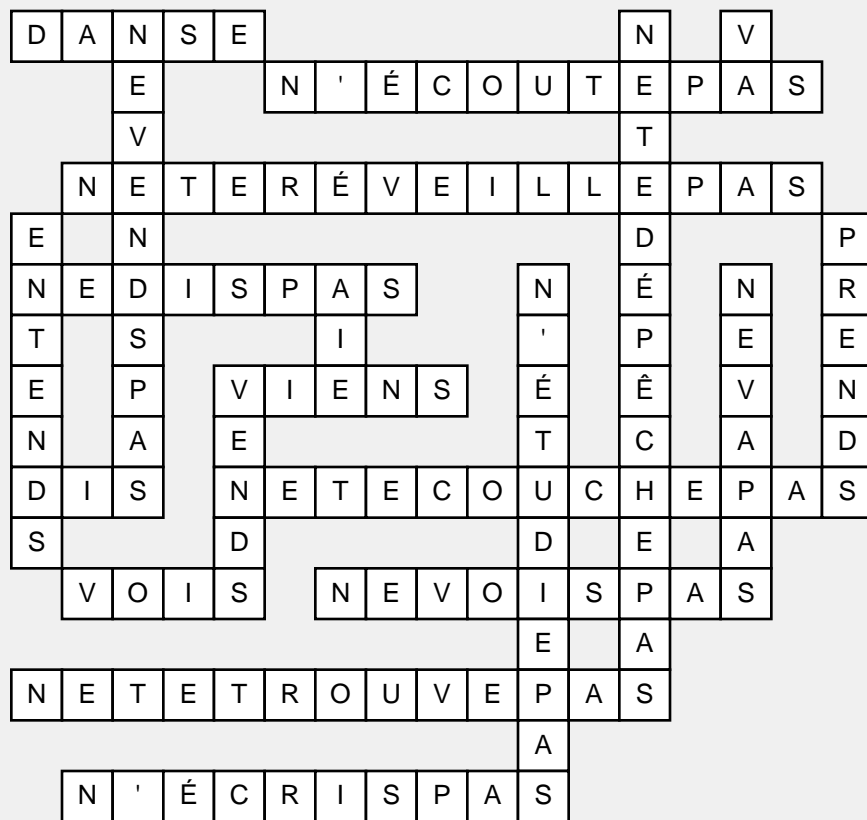 D A N S E N V
E N ' É C O U T E P A S
V T
N E T E R É V E I L L E P A S
E N D P
N E D I S P A S N É N R
T S I ' P E E
E P V I E N S É Ê V N
N A E T C A D
D I S N E T E C O U C H E P A S
S D D E A
V O I S N E V O I S P A S
E A
N E T E T R O U V E P A S
A
N ' É C R I S P A S